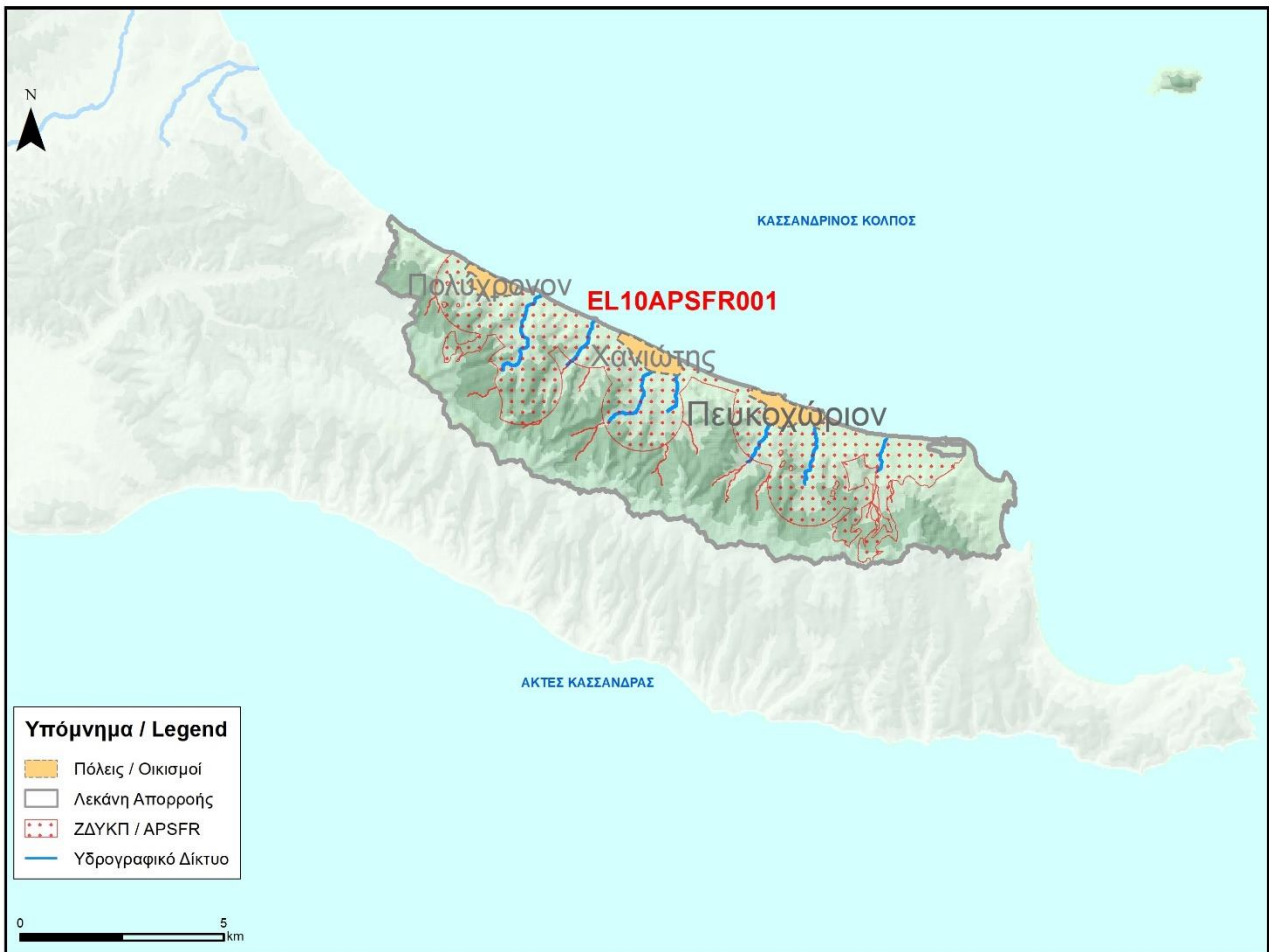 N
ΚΑΣΣΑΝΔΡΙΝΟΣ ΚΟΛΠΟΣ
Πολύχρονον
EL10APSFR001
Χανιώτης
Πευκοχώριον
ΑΚΤΕΣ ΚΑΣΣΑΝΔΡΑΣ
Υπόμνημα / Legend
Πόλεις / Οικισμοί
Λεκάνη Απορροής
ΖΔΥΚΠ / APSFR
Υδρογραφικό Δίκτυο
0 5
km